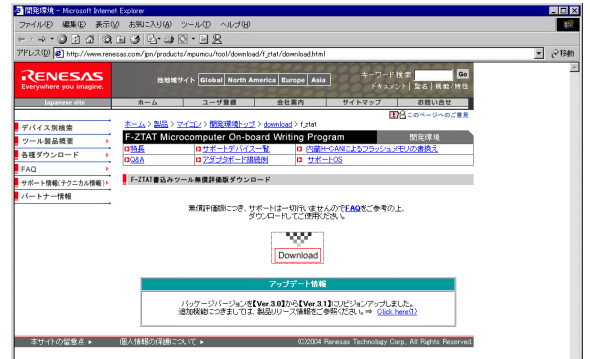 開発環境 - Microsoft Internet Explorer
ファイル(F) 編集(E) 表示(V) お気に入り(A) ツール(T) ヘルプ(H)
アドレス(D) http://www.renesas.com/jpn/products/mpumcu/tool/download/f_ztat/download.html 移動
RENESAS
Everywhere you imagine.
他地域サイト Global North America Europe Asia
キーワード検索 Go
ドキュメント 型名 機能/特性
Japanese site ホーム ユーザ登録 会社案内 サイトマップ お問い合せ
このページへのご意見
ホーム > 製品 > マイコン > 開発環境トップ > download > f_ztat
デバイス別検索
ツール製品概要
各種ダウンロード
FAQ
サポート情報(テクニカル情報)
パートナー情報
F-ZTAT Microcomputer On-board Writing Program 開発環境
特長 サポートデバイス一覧 内蔵H-CANによるフラッシュメモリの書換え
Q&A アダプタボード接続例 サポートOS
F-ZTAT書込みツール無償評価版ダウンロード
無償評価版につき、サポートは一切行いませんのでFAQをご参考の上、
ダウンロードしてご使用ください。
Download
アップデート情報
パッケージバージョンを【Ver.3.0】から【Ver.3.1】にリビジョンアップしました。
追加機能につきましては、製品リリース情報をご参照ください。⇒ Click here(1)
本サイトの留意点 個人情報の保護について (C)2004 Renesas Technology Corp., All Rights Reserved.